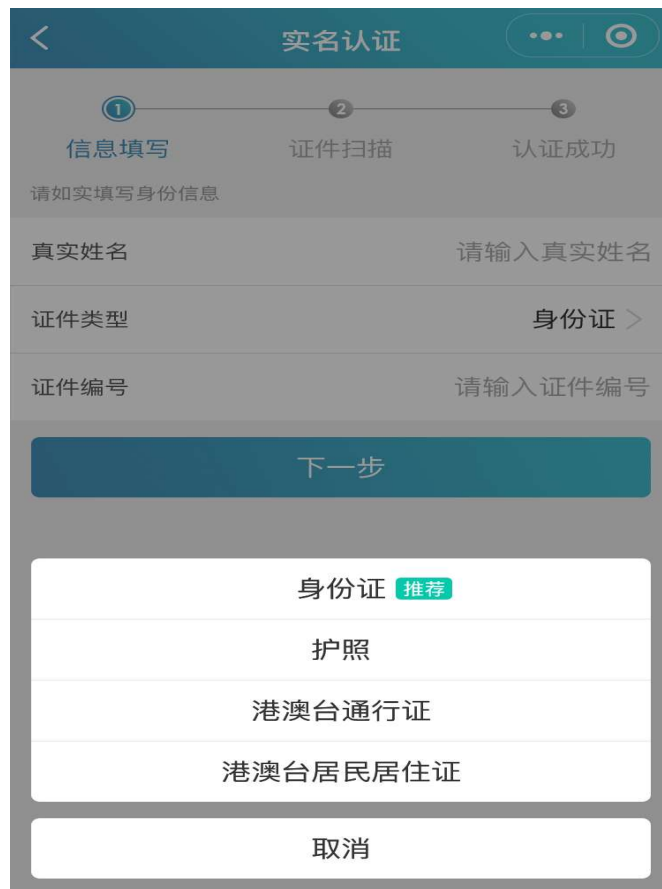 实名认证
1 2 3
信息填写 证件扫描 认证成功
请如实填写身份信息
真实姓名 请输入真实姓名
证件类型 身份证
证件编号 请输入证件编号
下一步
身份证 推荐
护照
港澳台通行证
港澳台居民居住证
取消